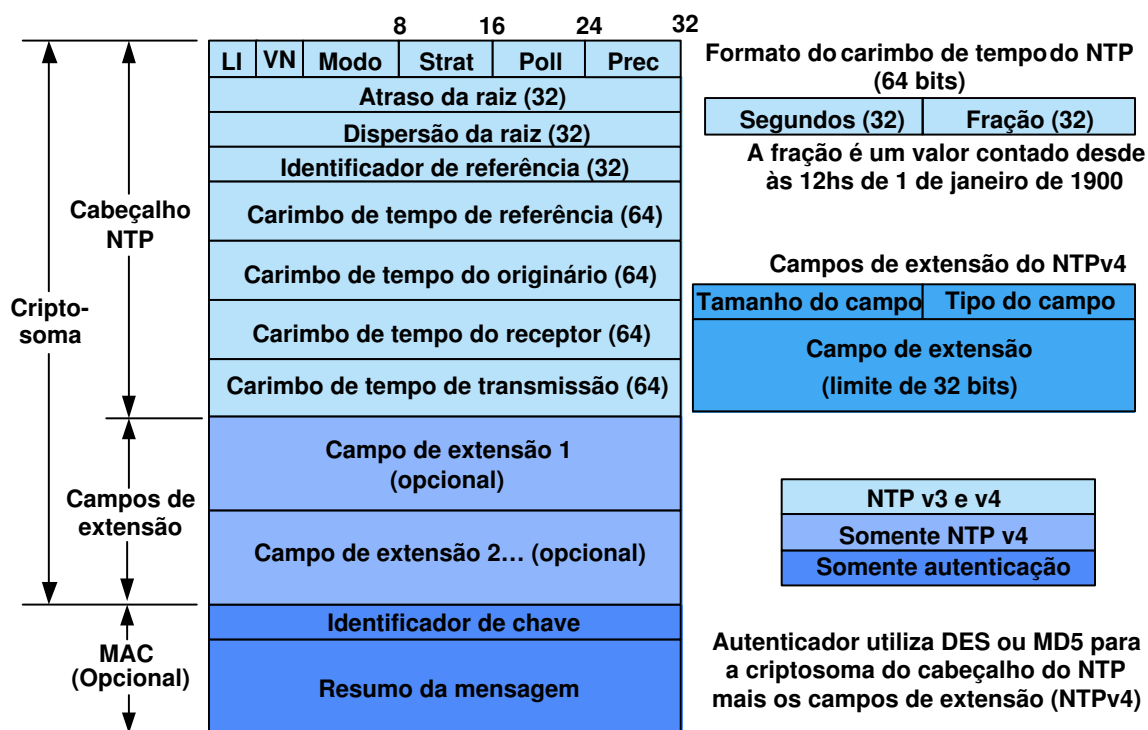 8 16 24 32
LI VN Modo Strat Poll Prec
Atraso da raiz (32)
Dispersão da raiz (32)
Identificador de referência (32)
Carimbo de tempo de referência (64)
Carimbo de tempo do originário (64)
Carimbo de tempo do receptor (64)
Carimbo de tempo de transmissão (64)
Campo de extensão 1
(opcional)
Campo de extensão 2… (opcional)
Identificador de chave
Resumo da mensagem
Cripto-
soma
Cabeçalho
NTP
Campos de
extensão
MAC
(Opcional)
Formato do carimbo de tempo do NTP
(64 bits)
Segundos (32) Fração (32)
A fração é um valor contado desde
às 12hs de 1 de janeiro de 1900
Campos de extensão do NTPv4
Tamanho do campo Tipo do campo
Campo de extensão
(limite de 32 bits)
NTP v3 e v4
Somente NTP v4
Somente autenticação
Autenticador utiliza DES ou MD5 para
a criptosoma do cabeçalho do NTP
mais os campos de extensão (NTPv4)